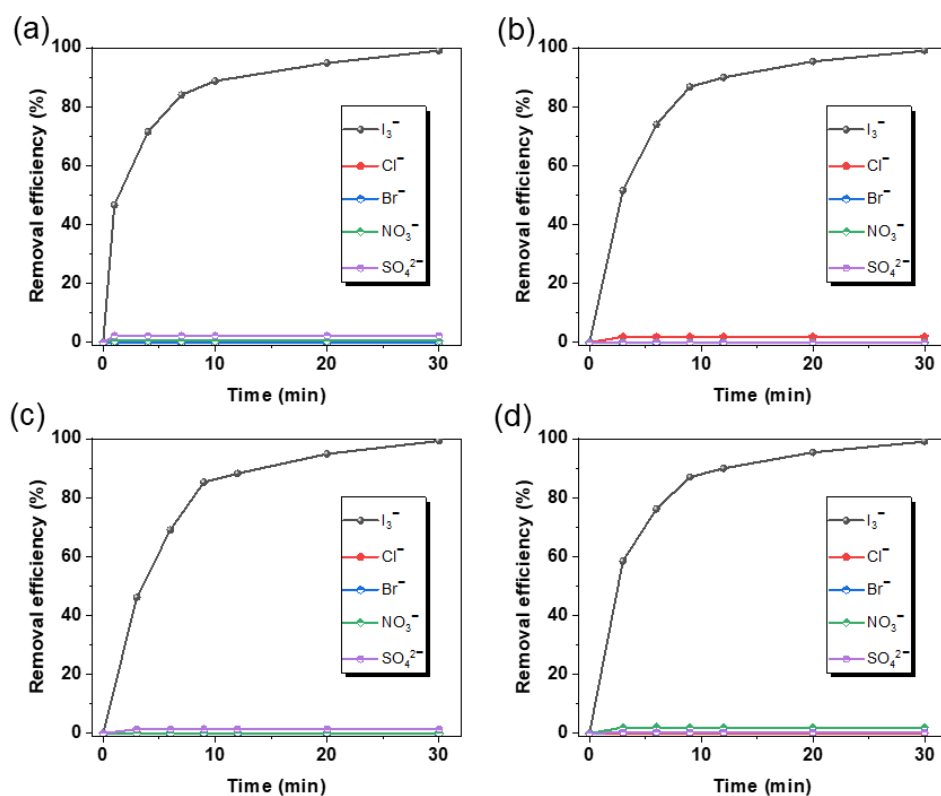 (a)
Removal efficiency (%)
100
80
60
40
20
0
I₃⁻
Cl⁻
Br⁻
NO₃⁻
SO₄²⁻
0 10 20 30
Time (min)
(b)
Removal efficiency (%)
100
80
60
40
20
0
I₃⁻
Cl⁻
Br⁻
NO₃⁻
SO₄²⁻
0 10 20 30
Time (min)
(c)
Removal efficiency (%)
100
80
60
40
20
0
I₃⁻
Cl⁻
Br⁻
NO₃⁻
SO₄²⁻
0 10 20 30
Time (min)
(d)
Removal efficiency (%)
100
80
60
40
20
0
I₃⁻
Cl⁻
Br⁻
NO₃⁻
SO₄²⁻
0 10 20 30
Time (min)